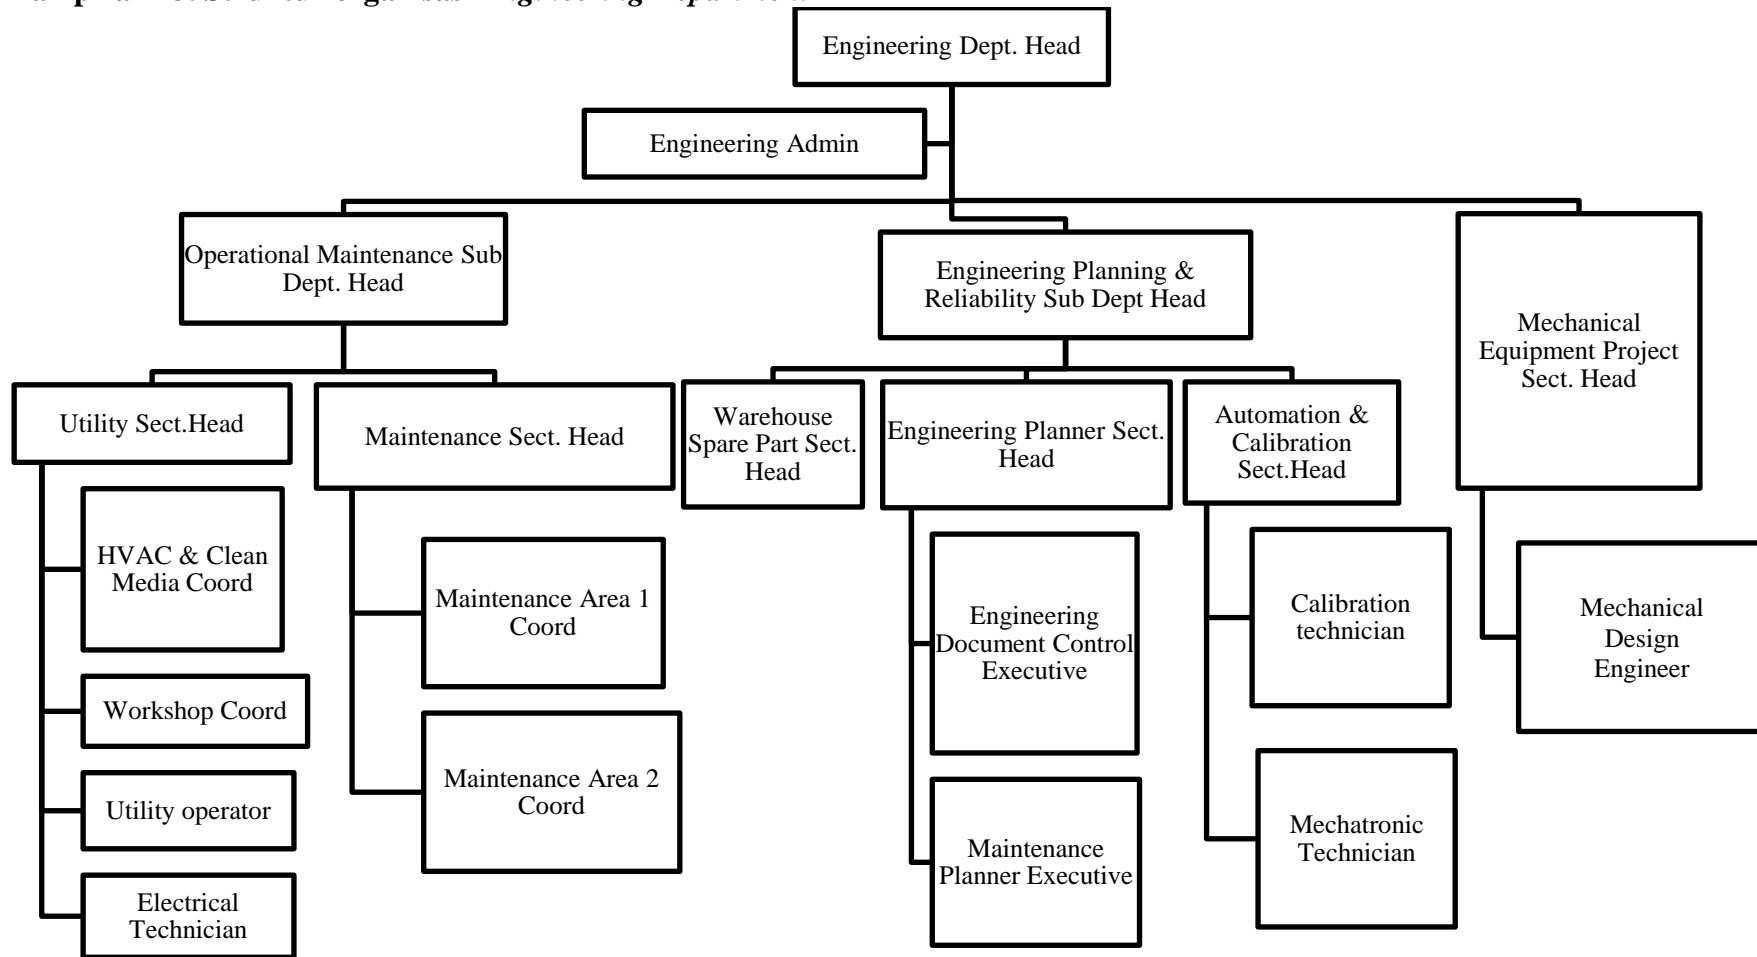 Engineering Dept. Head
Engineering Admin
Operational Maintenance Sub
Dept. Head
Engineering Planning &
Reliability Sub Dept Head
Mechanical
Equipment Project
Sect. Head
Utility Sect.Head
Maintenance Sect. Head
Warehouse
Spare Part Sect.
Head
Engineering Planner Sect.
Head
Automation &
Calibration
Sect.Head
HVAC & Clean
Media Coord
Workshop Coord
Utility operator
Electrical
Technician
Maintenance Area 1
Coord
Maintenance Area 2
Coord
Engineering
Document Control
Executive
Maintenance
Planner Executive
Calibration
technician
Mechatronic
Technician
Mechanical
Design
Engineer